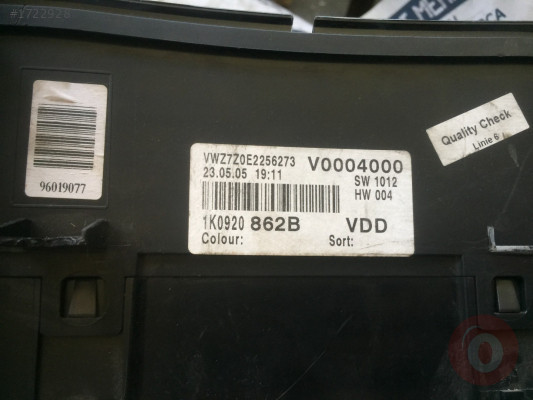 #1722928
96019077
VWZ7Z0E2256273 V0004000
23.05.05 19:11 SW 1012
HW 004
1K0920 862B VDD
Colour: Sort:
Quality Check
Linie 6